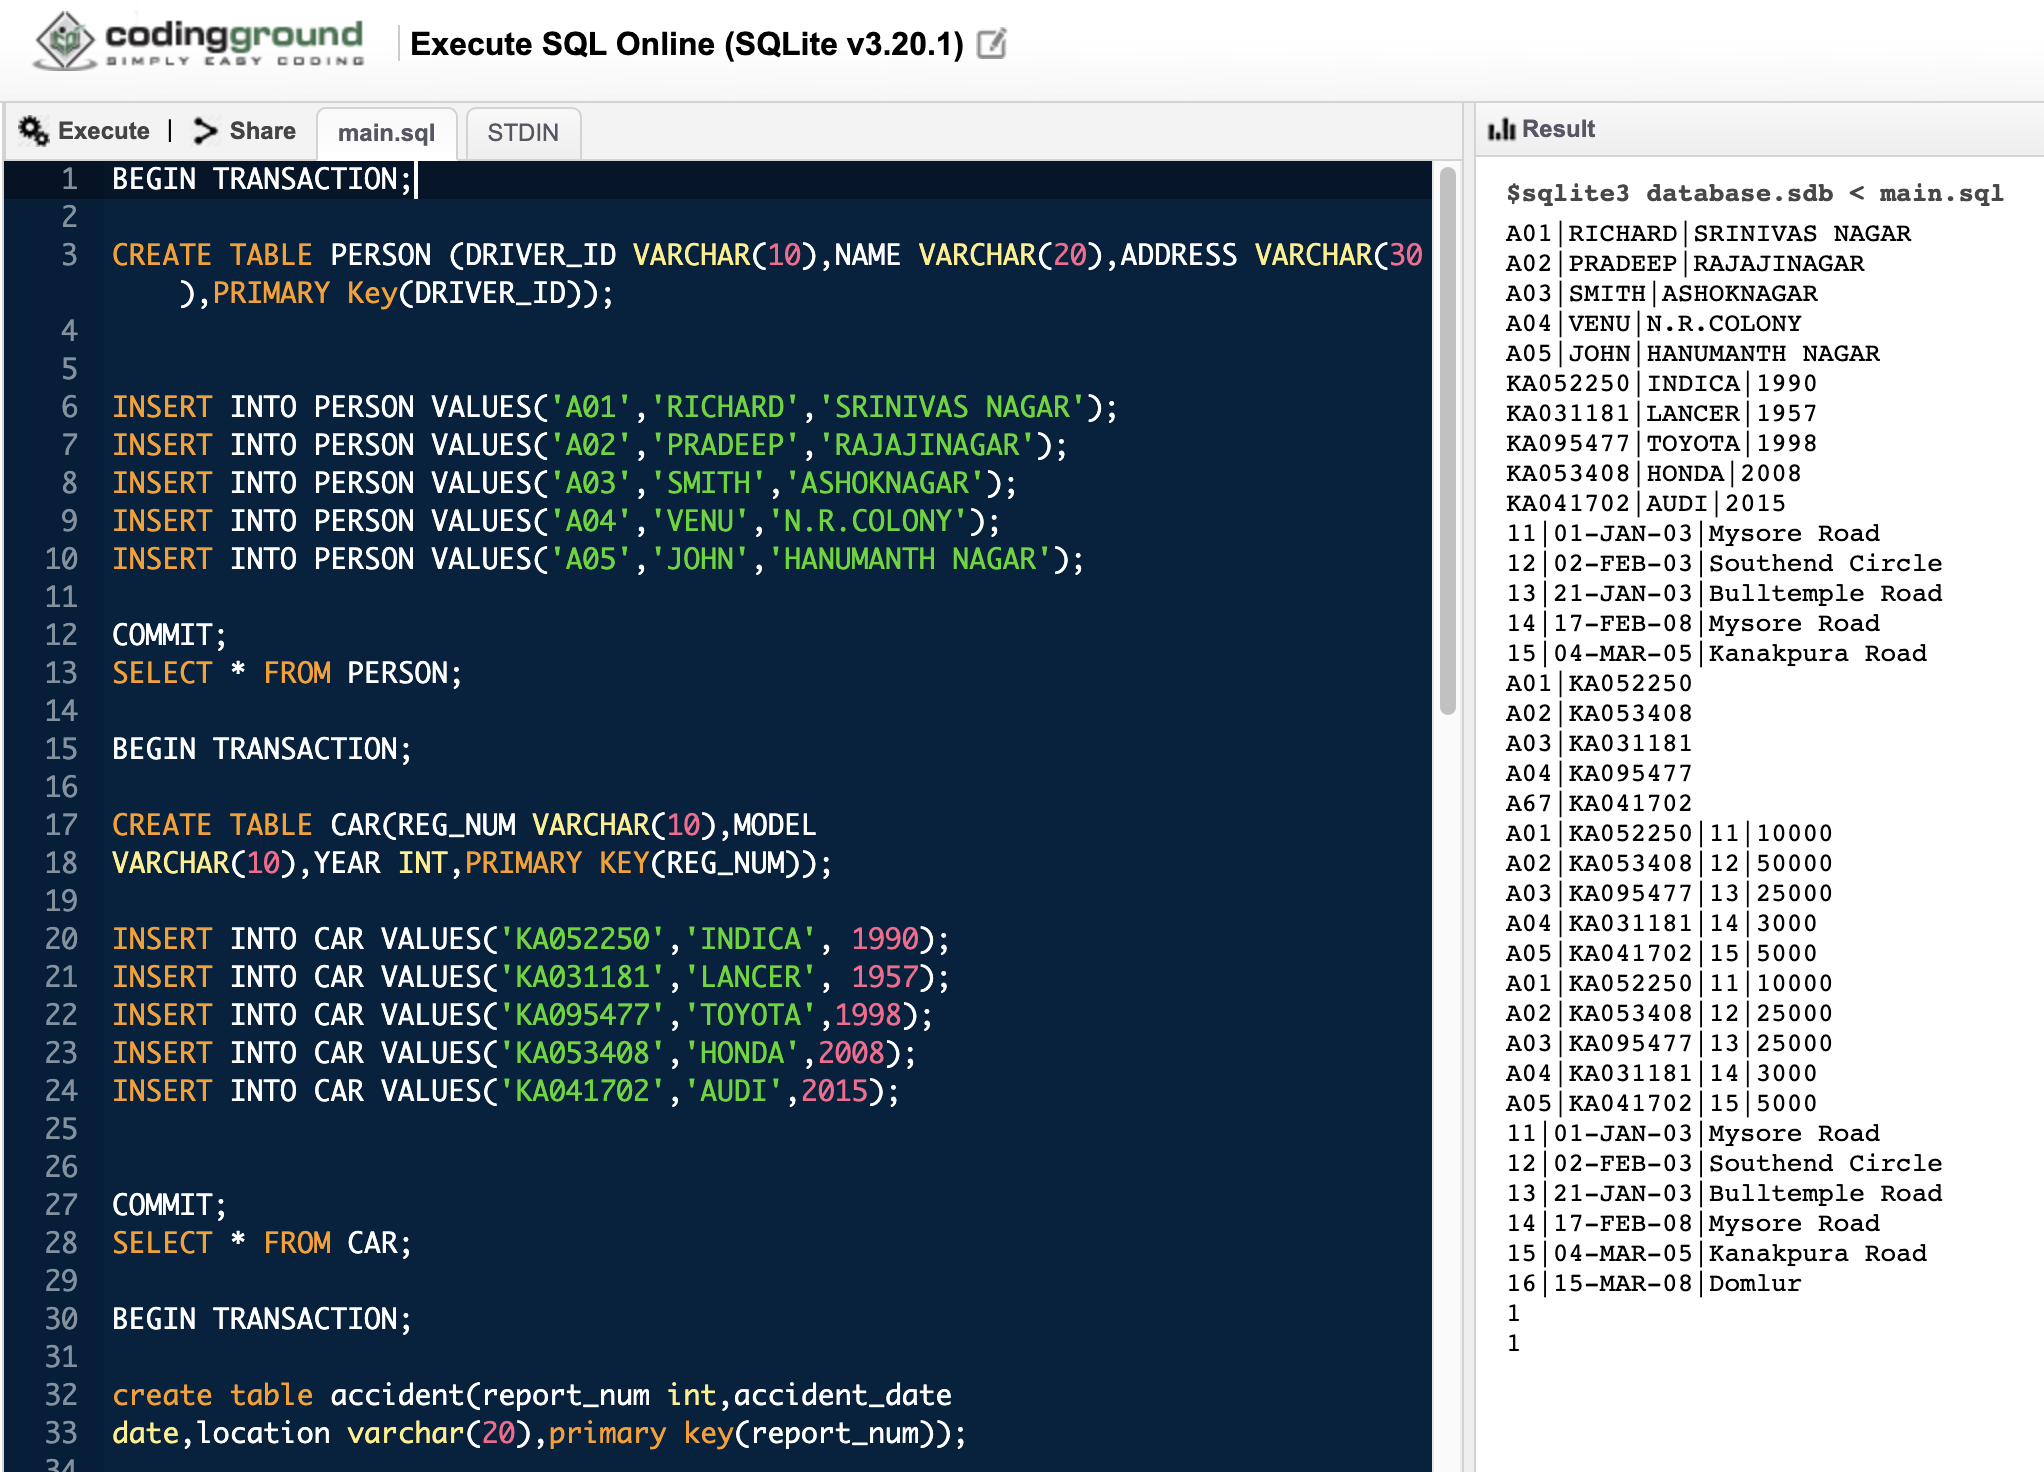 codingground
SIMPLY EASY CODING
Execute SQL Online (SQLite v3.20.1)
Execute | Share main.sql STDIN
1 BEGIN TRANSACTION;
2
3 CREATE TABLE PERSON (DRIVER_ID VARCHAR(10),NAME VARCHAR(20),ADDRESS VARCHAR(30
),PRIMARY Key(DRIVER_ID));
4
5
6 INSERT INTO PERSON VALUES('A01','RICHARD','SRINIVAS NAGAR');
7 INSERT INTO PERSON VALUES('A02','PRADEEP','RAJAJINAGAR');
8 INSERT INTO PERSON VALUES('A03','SMITH','ASHOKNAGAR');
9 INSERT INTO PERSON VALUES('A04','VENU','N.R.COLONY');
10 INSERT INTO PERSON VALUES('A05','JOHN','HANUMANTH NAGAR');
11
12 COMMIT;
13 SELECT * FROM PERSON;
14
15 BEGIN TRANSACTION;
16
17 CREATE TABLE CAR(REG_NUM VARCHAR(10),MODEL
18 VARCHAR(10),YEAR INT,PRIMARY KEY(REG_NUM));
19
20 INSERT INTO CAR VALUES('KA052250','INDICA', 1990);
21 INSERT INTO CAR VALUES('KA031181','LANCER', 1957);
22 INSERT INTO CAR VALUES('KA095477','TOYOTA',1998);
23 INSERT INTO CAR VALUES('KA053408','HONDA',2008);
24 INSERT INTO CAR VALUES('KA041702','AUDI',2015);
25
26
27 COMMIT;
28 SELECT * FROM CAR;
29
30 BEGIN TRANSACTION;
31
32 create table accident(report_num int,accident_date
33 date,location varchar(20),primary key(report_num));
34
Result
$sqlite3 database.sdb < main.sql
A01|RICHARD|SRINIVAS NAGAR
A02|PRADEEP|RAJAJINAGAR
A03|SMITH|ASHOKNAGAR
A04|VENU|N.R.COLONY
A05|JOHN|HANUMANTH NAGAR
KA052250|INDICA|1990
KA031181|LANCER|1957
KA095477|TOYOTA|1998
KA053408|HONDA|2008
KA041702|AUDI|2015
11|01-JAN-03|Mysore Road
12|02-FEB-03|Southend Circle
13|21-JAN-03|Bulltemple Road
14|17-FEB-08|Mysore Road
15|04-MAR-05|Kanakpura Road
A01|KA052250
A02|KA053408
A03|KA031181
A04|KA095477
A67|KA041702
A01|KA052250|11|10000
A02|KA053408|12|50000
A03|KA095477|13|25000
A04|KA031181|14|3000
A05|KA041702|15|5000
A01|KA052250|11|10000
A02|KA053408|12|25000
A03|KA095477|13|25000
A04|KA031181|14|3000
A05|KA041702|15|5000
11|01-JAN-03|Mysore Road
12|02-FEB-03|Southend Circle
13|21-JAN-03|Bulltemple Road
14|17-FEB-08|Mysore Road
15|04-MAR-05|Kanakpura Road
16|15-MAR-08|Domlur
1
1